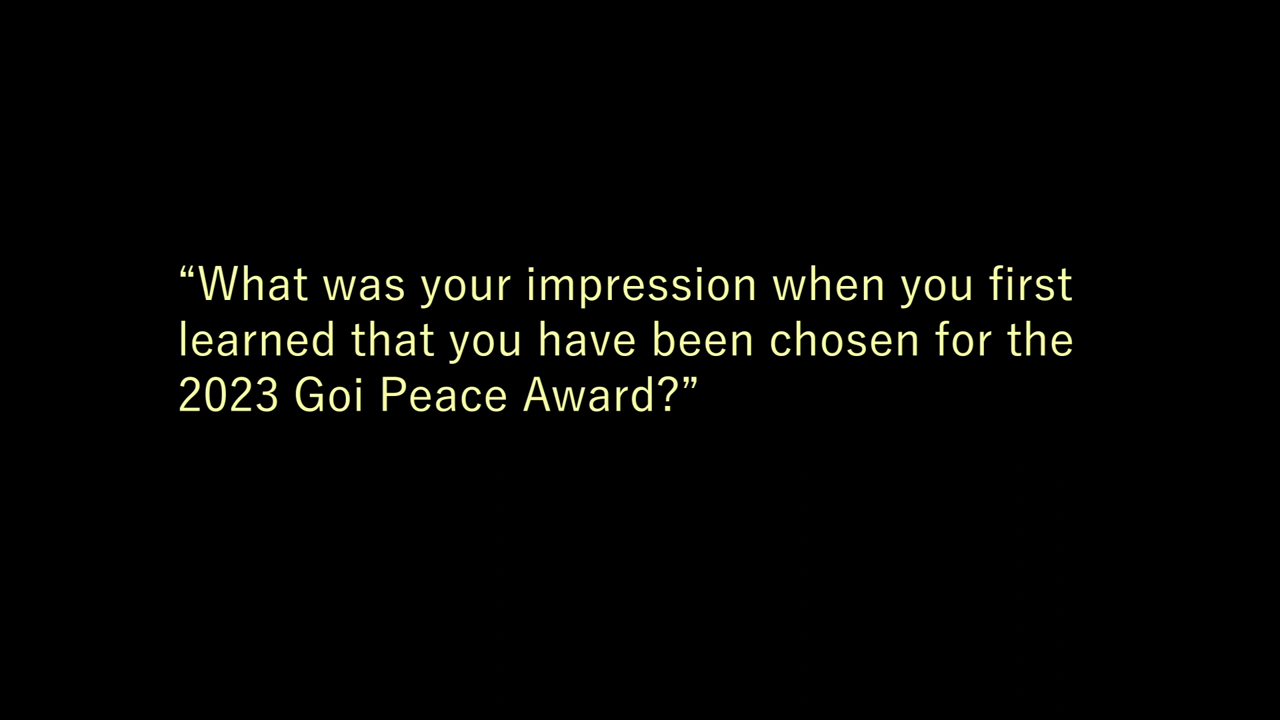 “What was your impression when you first
learned that you have been chosen for the
2023 Goi Peace Award?”